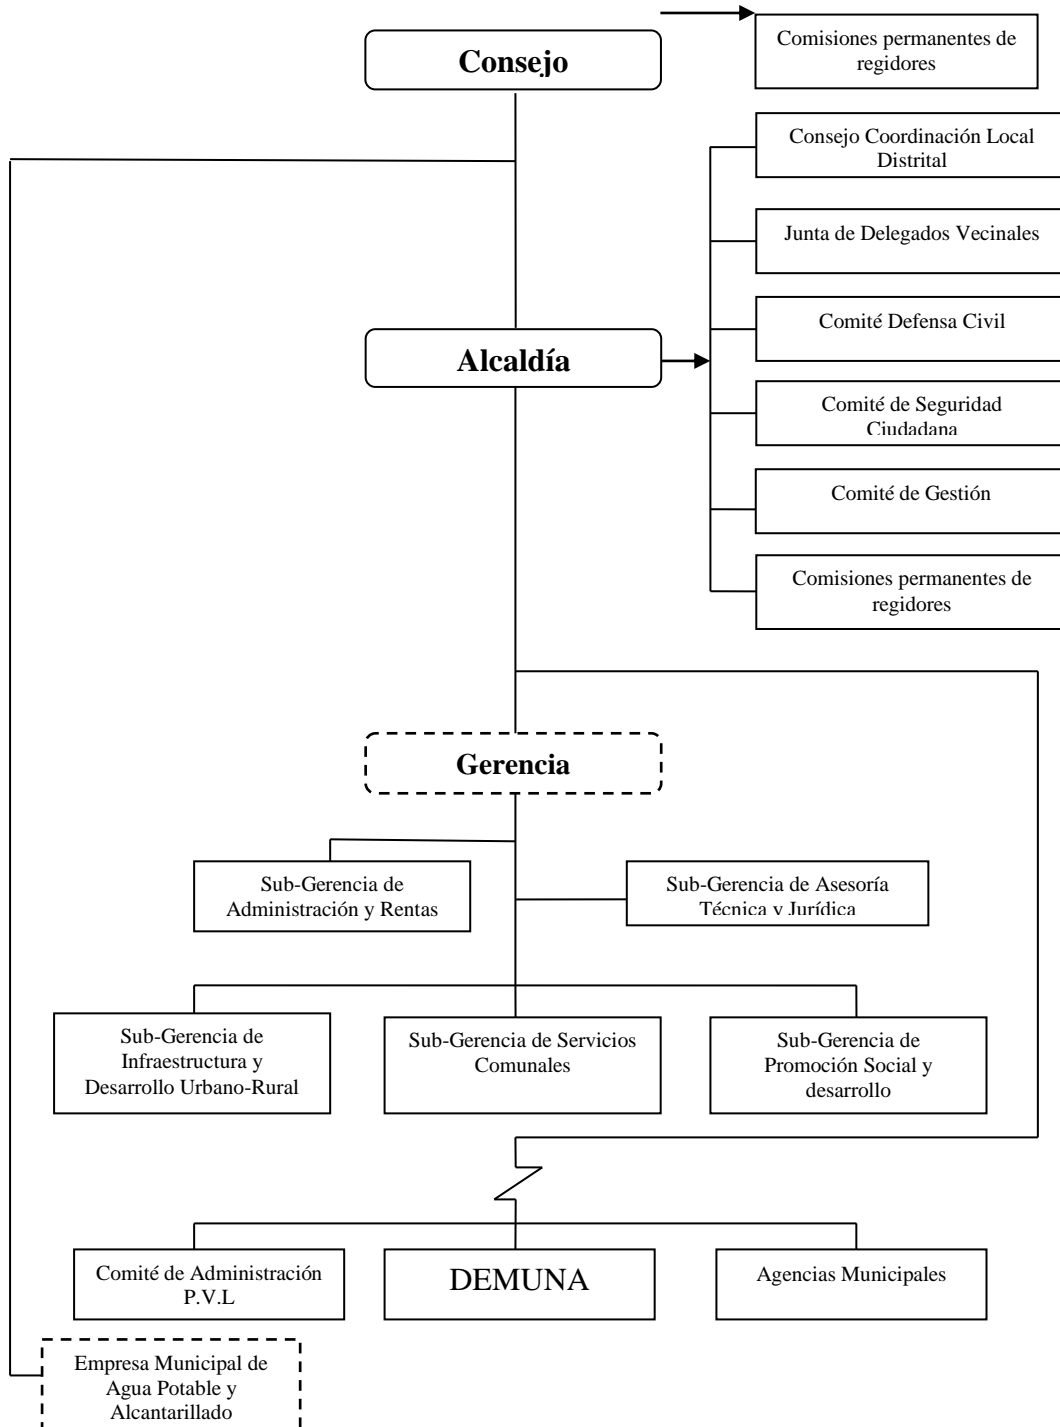 Consejo
Comisiones permanentes de
regidores
Consejo Coordinación Local
Distrital
Junta de Delegados Vecinales
Comité Defensa Civil
Alcaldía
Comité de Seguridad
Ciudadana
Comité de Gestión
Comisiones permanentes de
regidores
Gerencia
Sub-Gerencia de
Administración y Rentas
Sub-Gerencia de Asesoría
Técnica y Jurídica
Sub-Gerencia de
Infraestructura y
Desarrollo Urbano-Rural
Sub-Gerencia de Servicios
Comunales
Sub-Gerencia de
Promoción Social y
desarrollo
Comité de Administración
P.V.L
DEMUNA
Agencias Municipales
Empresa Municipal de
Agua Potable y
Alcantarillado